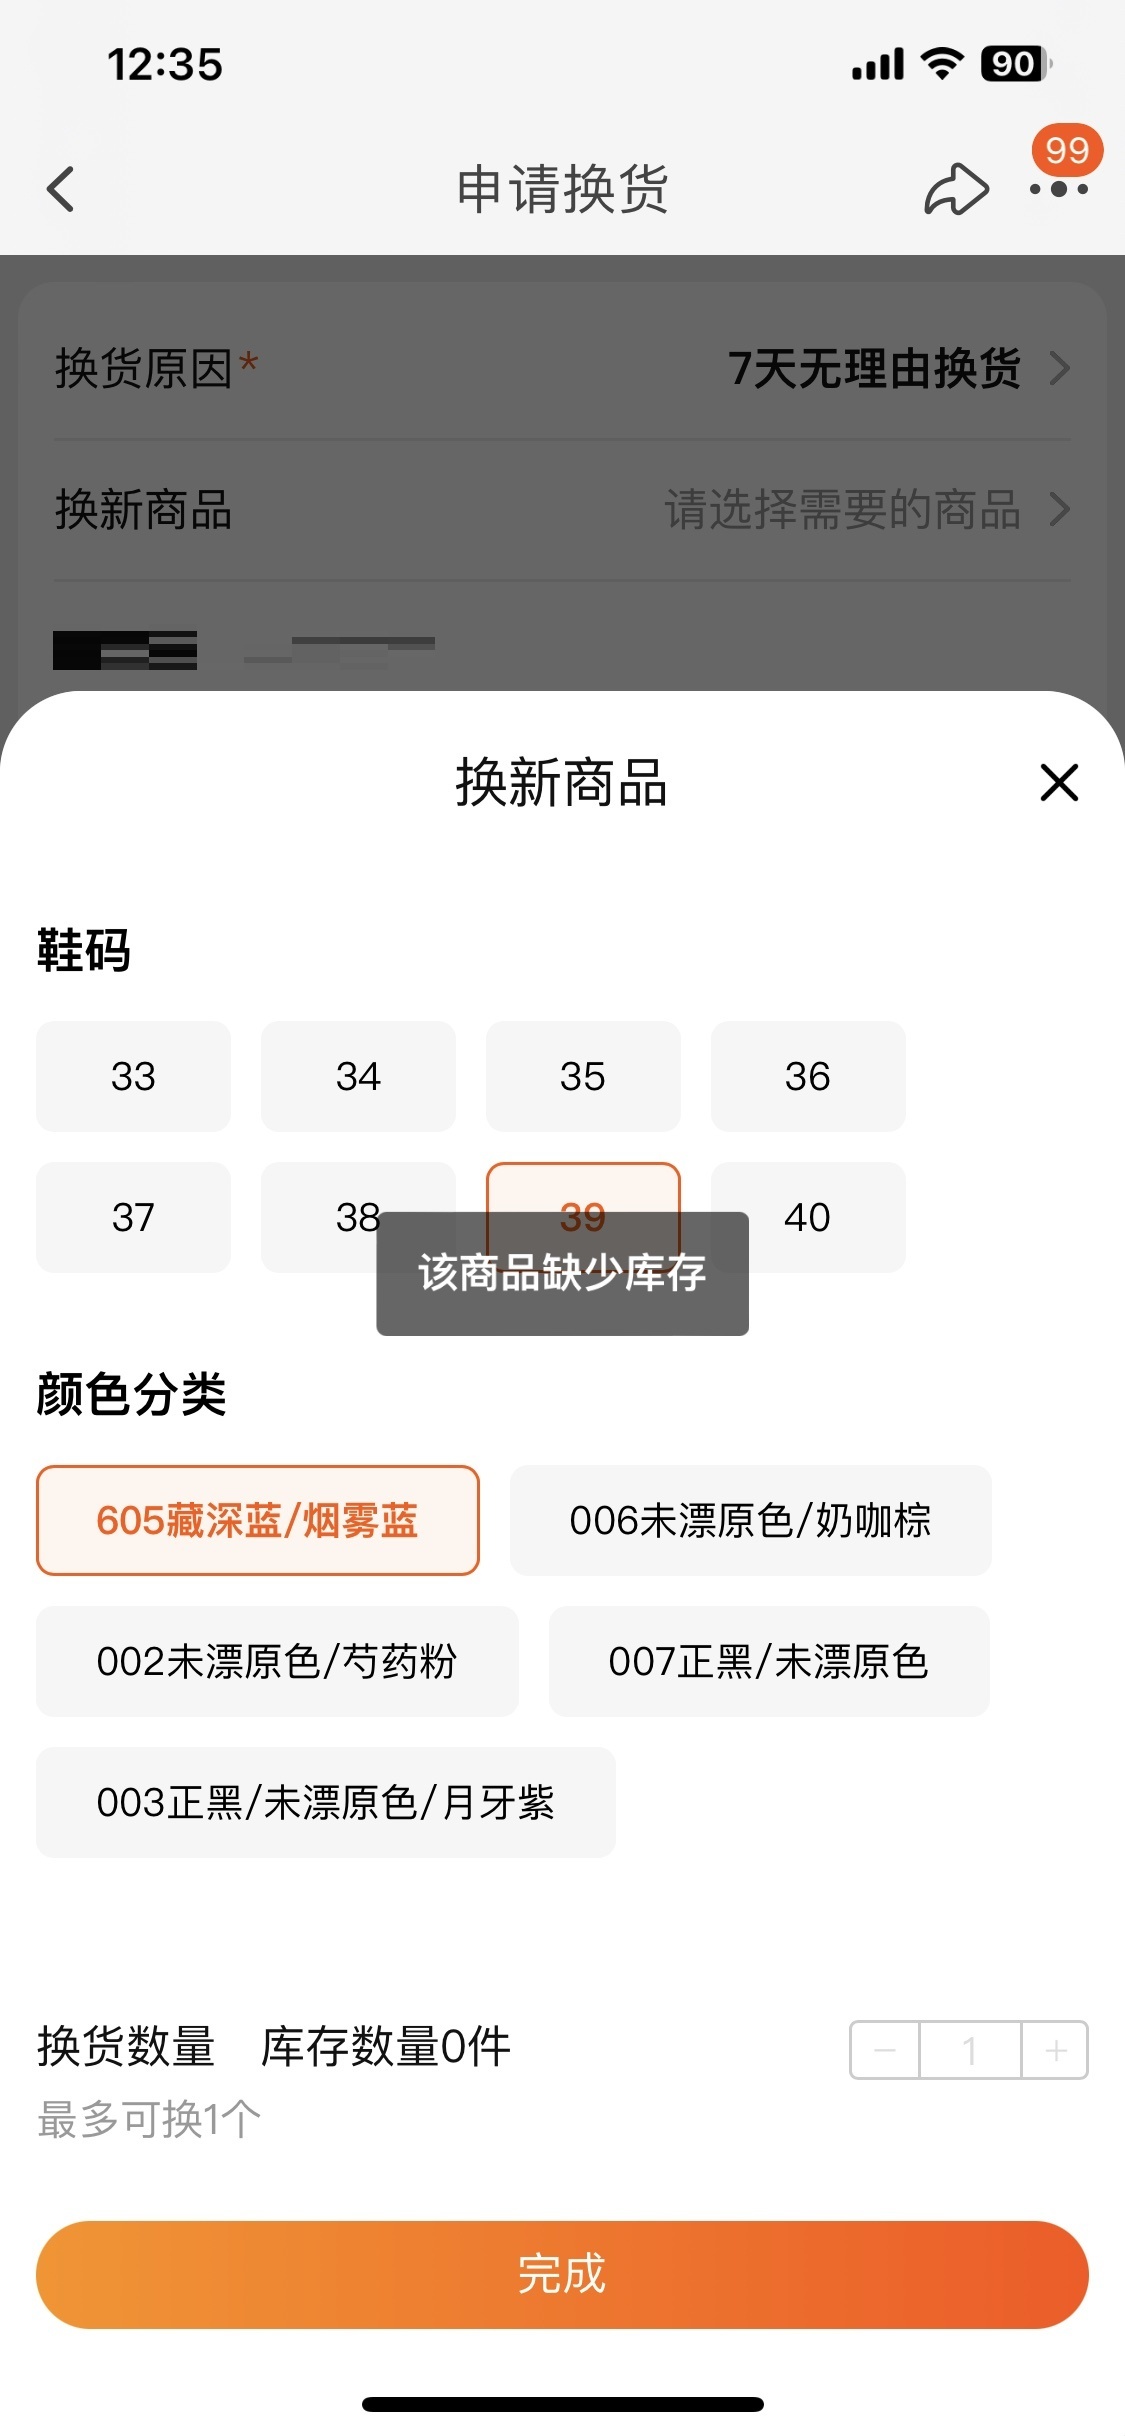 12:35
90
99
申请换货
换货原因* 7天无理由换货
换新商品 请选择需要的商品
换新商品
鞋码
33 34 35 36
37 38 39 40
该商品缺少库存
颜色分类
605藏深蓝/烟雾蓝 006未漂原色/奶咖棕
002未漂原色/芍药粉 007正黑/未漂原色
003正黑/未漂原色/月牙紫
换货数量 库存数量0件 − 1 +
最多可换1个
完成